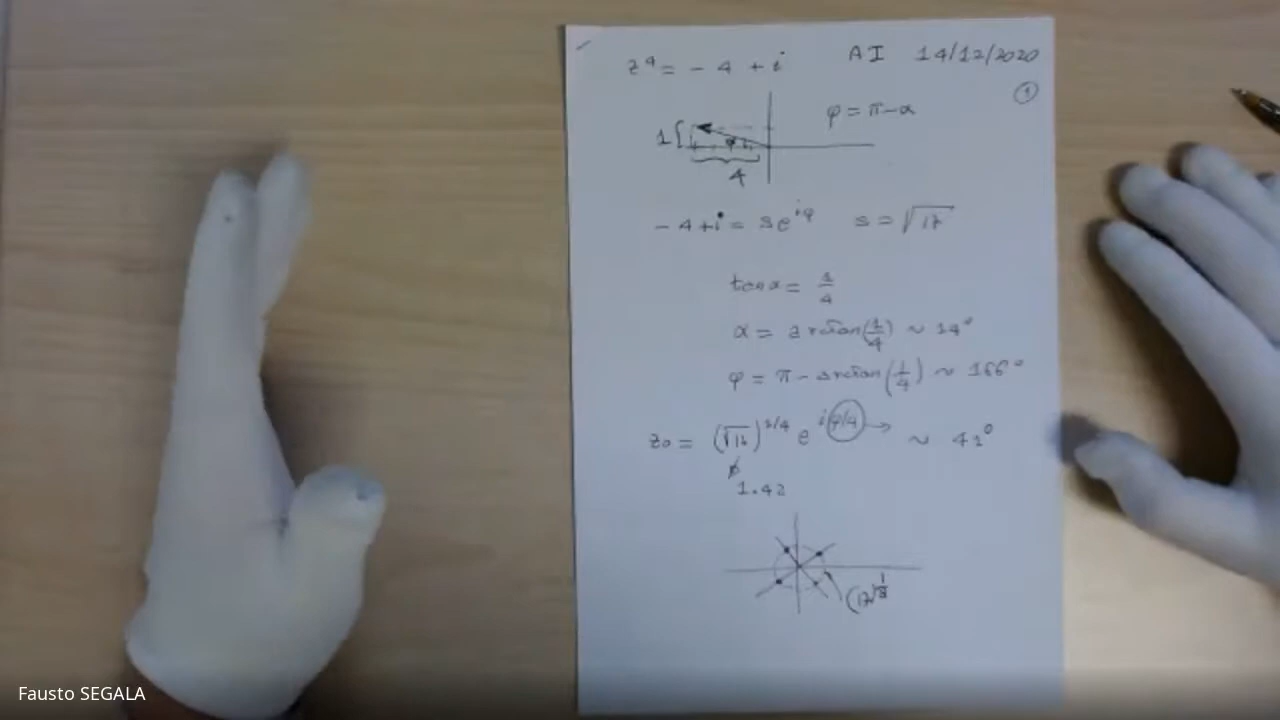 z⁴ = - 4 + i
AI 14/12/2020
1
φ = π - α
1
4
- 4 + i = s e^{iφ} s = √17
tan α = 1/4
α = arctan(1/4) ~ 14°
φ = π - arctan(1/4) ~ 166°
z₀ = (√17)^{1/4} e^{i φ/4} → ~ 41°
1.42
(17)^{1/8}
Fausto SEGALA